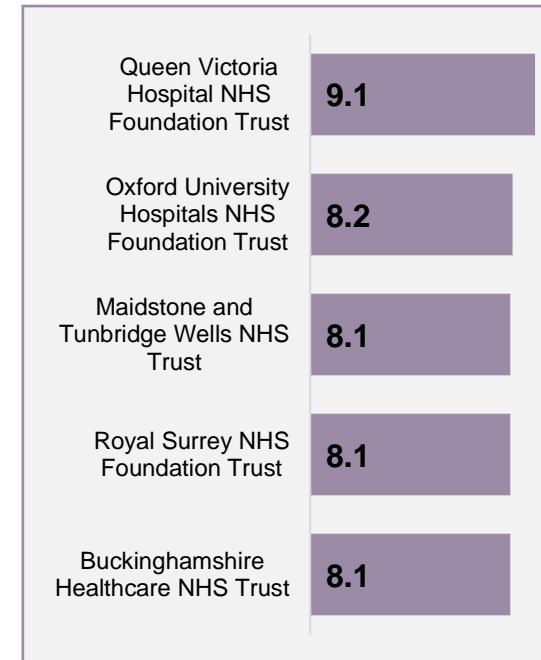 Queen Victoria
Hospital NHS
Foundation Trust
9.1
Oxford University
Hospitals NHS
Foundation Trust
8.2
Maidstone and
Tunbridge Wells NHS
Trust
8.1
Royal Surrey NHS
Foundation Trust
8.1
Buckinghamshire
Healthcare NHS Trust
8.1